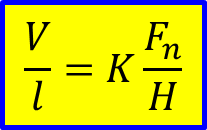 V/l = K F_n/H